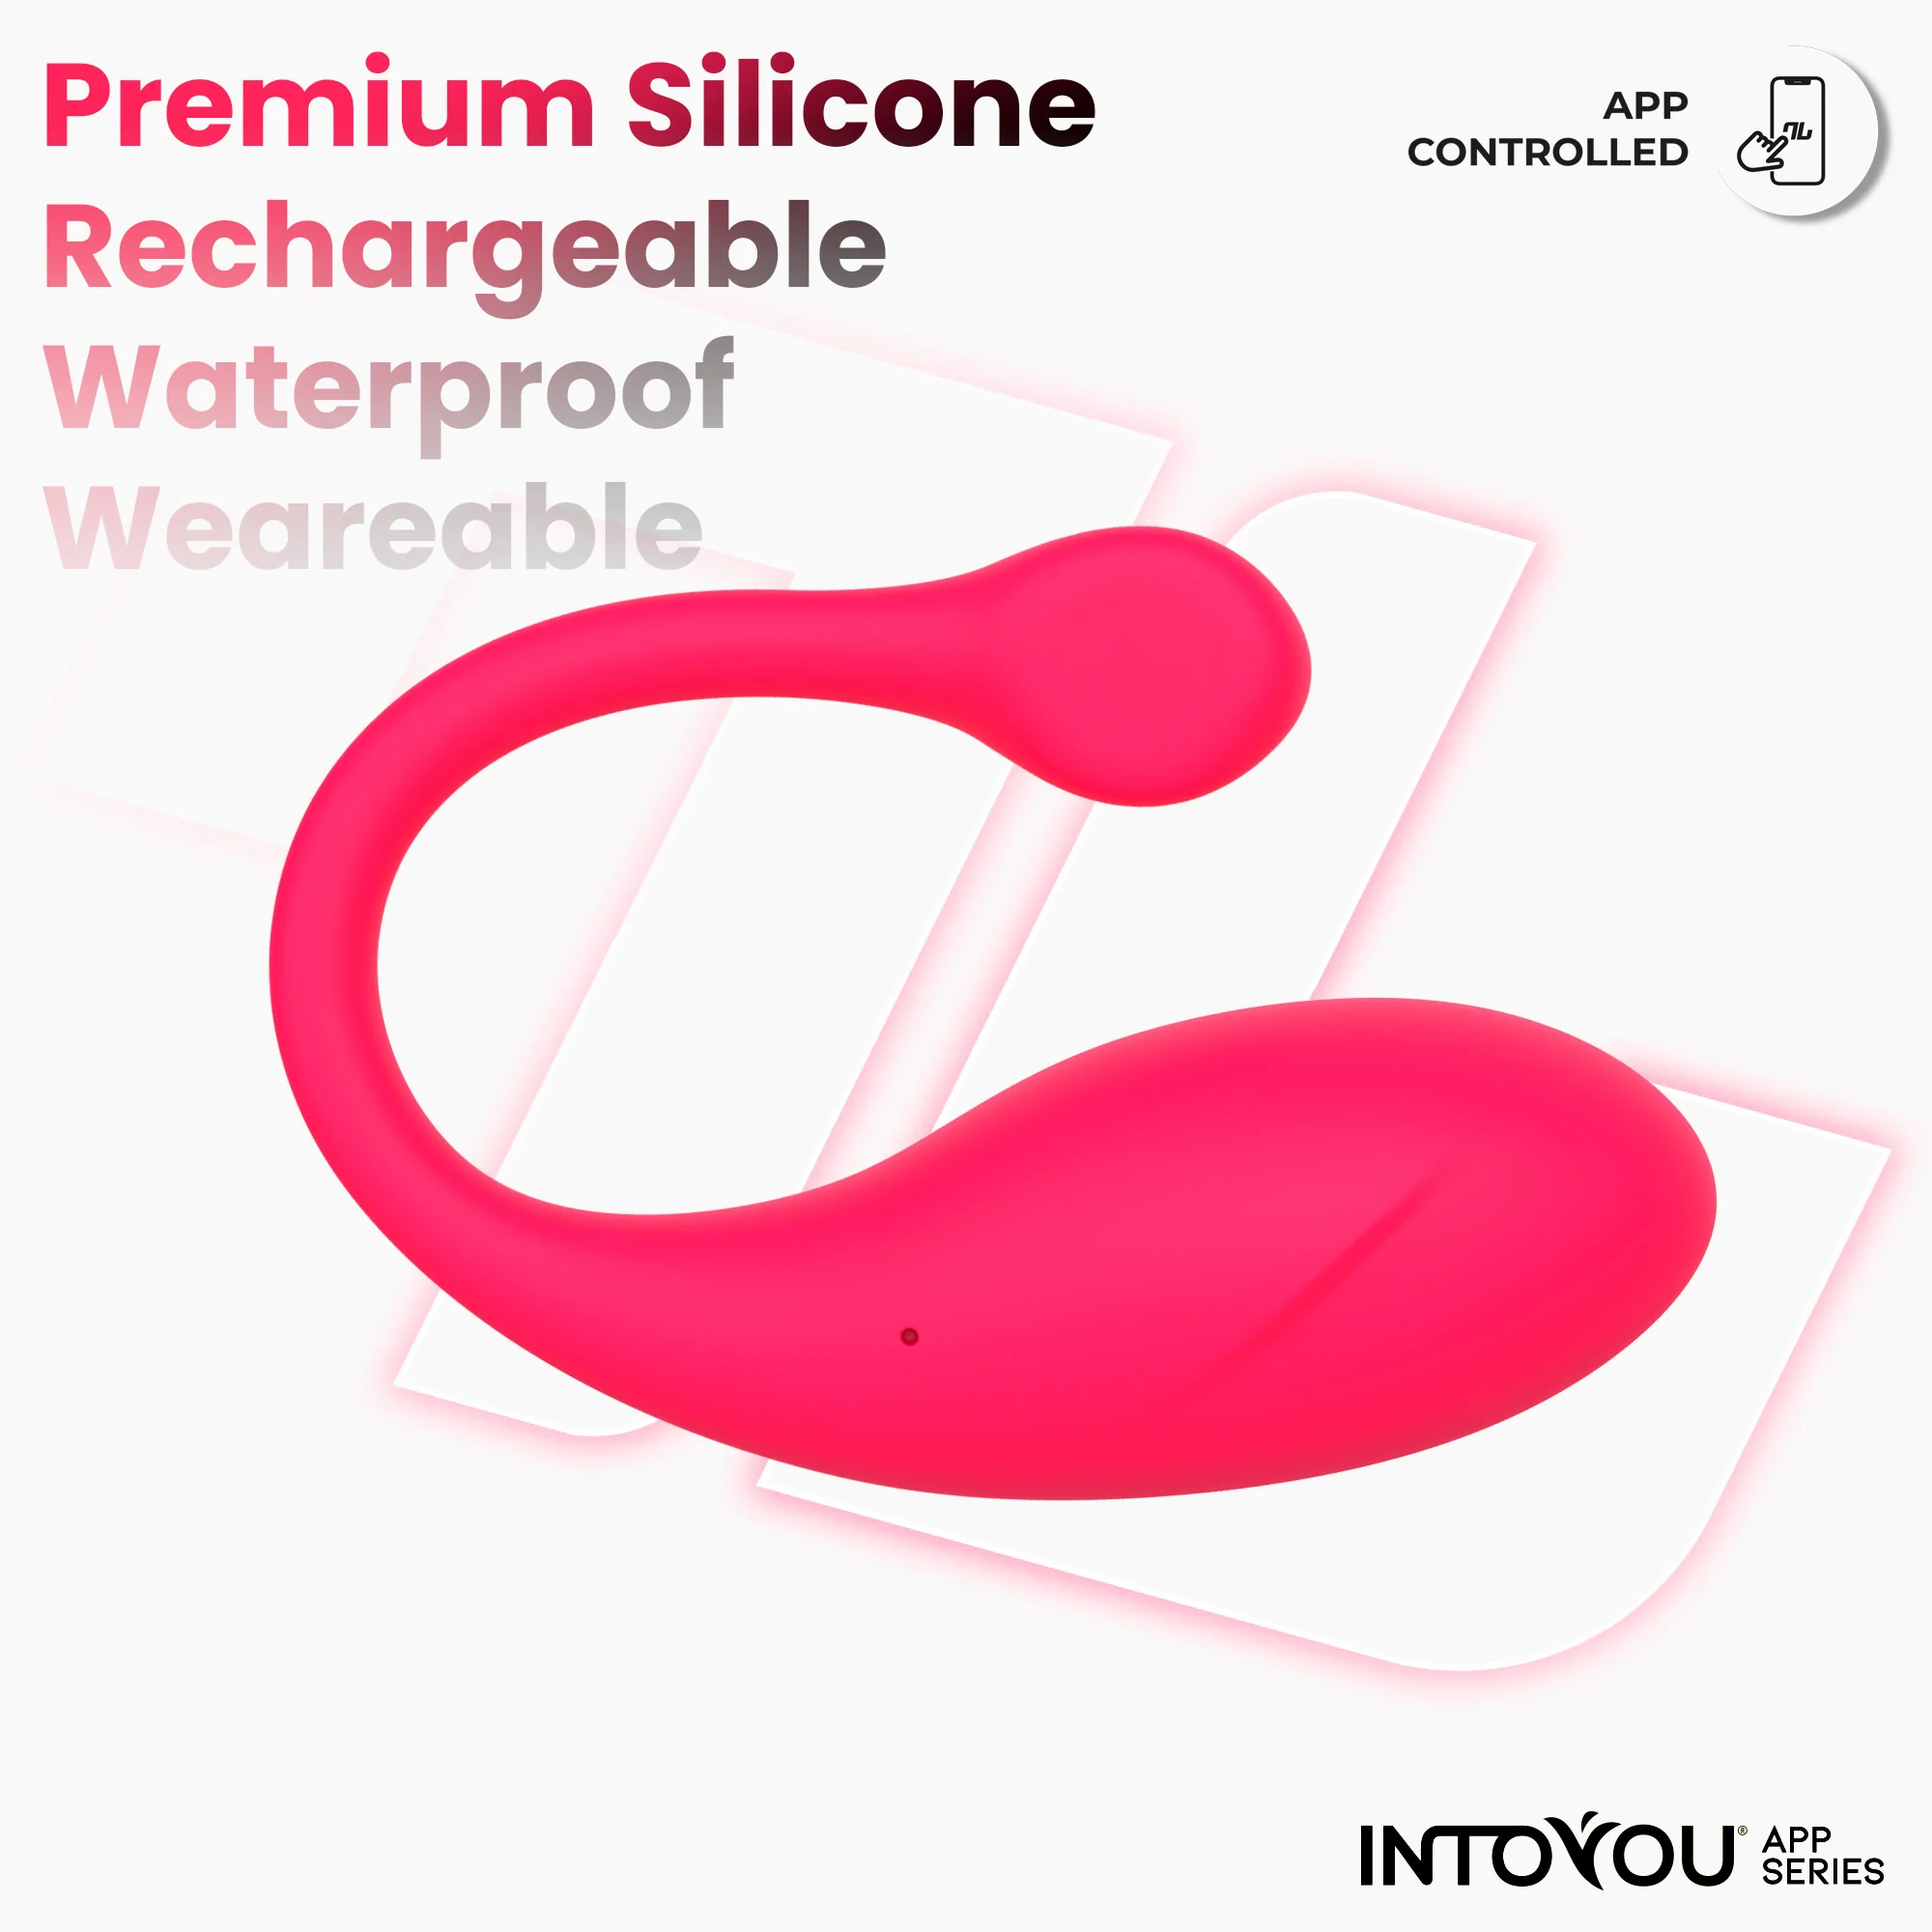 Premium Silicone
Rechargeable
Waterproof
Weareable
APP
CONTROLLED
INTOYOU® APP
SERIES